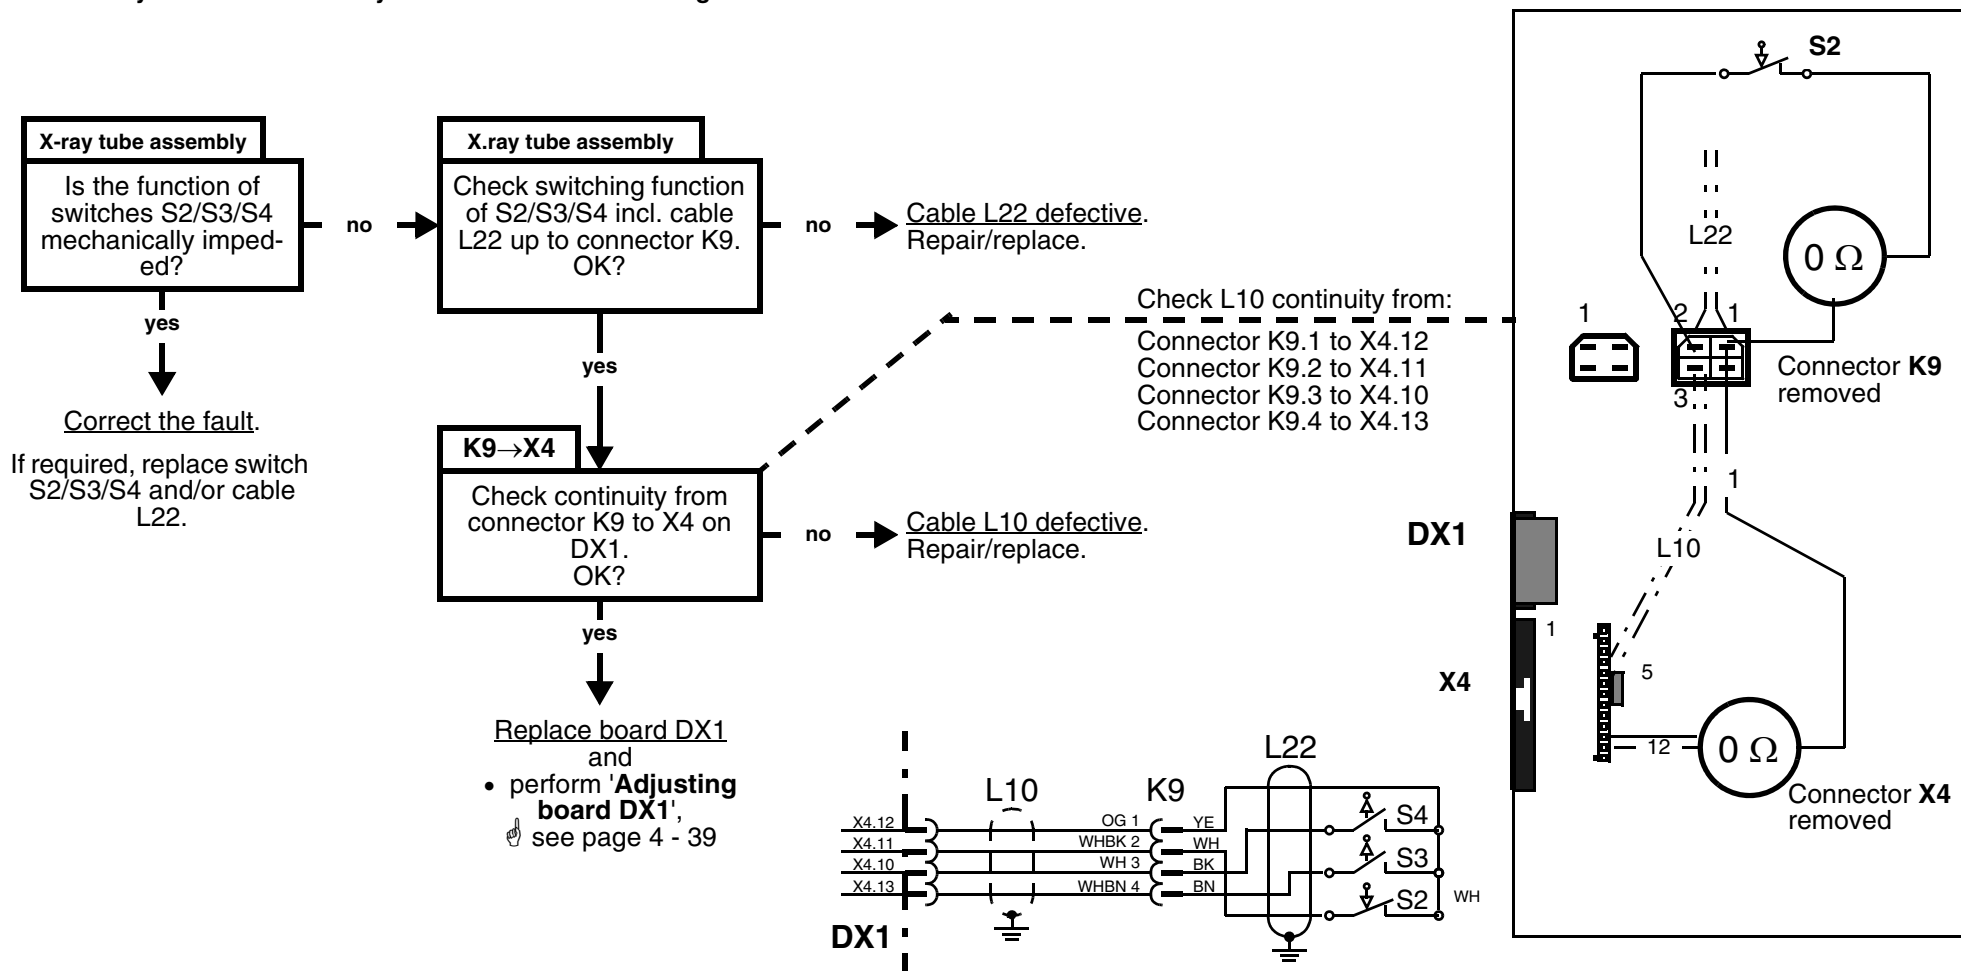 X-ray tube assembly
Is the function of
switches S2/S3/S4
mechanically imped-
ed?
no
yes
Correct the fault.
If required, replace switch
S2/S3/S4 and/or cable
L22.
X.ray tube assembly
Check switching function
of S2/S3/S4 incl. cable
L22 up to connector K9.
OK?
no
Cable L22 defective.
Repair/replace.
yes
K9→X4
Check continuity from
connector K9 to X4 on
DX1.
OK?
no
Cable L10 defective.
Repair/replace.
yes
Replace board DX1
and
• perform 'Adjusting
board DX1',
☝ see page 4 - 39
Check L10 continuity from:
Connector K9.1 to X4.12
Connector K9.2 to X4.11
Connector K9.3 to X4.10
Connector K9.4 to X4.13
S2
L22
0 Ω
1
2
1
3
Connector K9
removed
1
DX1
L10
1
X4
5
12
0 Ω
Connector X4
removed
L10
K9
L22
X4.12
OG 1
YE
S4
X4.11
WHBK 2
WH
X4.10
WH 3
BK
S3
X4.13
WHBN 4
BN
S2
WH
DX1